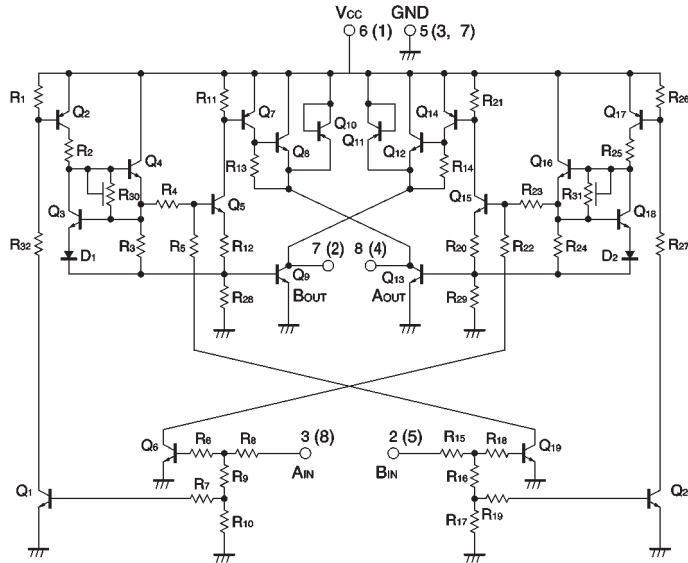 Vcc GND
6 (1) 5 (3, 7)
R1 Q2 R11 Q7 Q10 Q14 R21 Q17 R26
R2 Q4 Q8 Q11 Q12 Q16 R25
R13 R14
R30 R4 R23 R31
Q3 Q5 Q15 Q18
R32 R3 R5 R12 R20 R22 R24 R27
D1 7 (2) 8 (4) D2
Q9 Q13
R28 BOUT AOUT R29
Q6 R6 R8 3 (8) 2 (5) R15 R18 Q19
AIN BIN
R9 R16
Q1 R7 Q2
R10 R17 R19